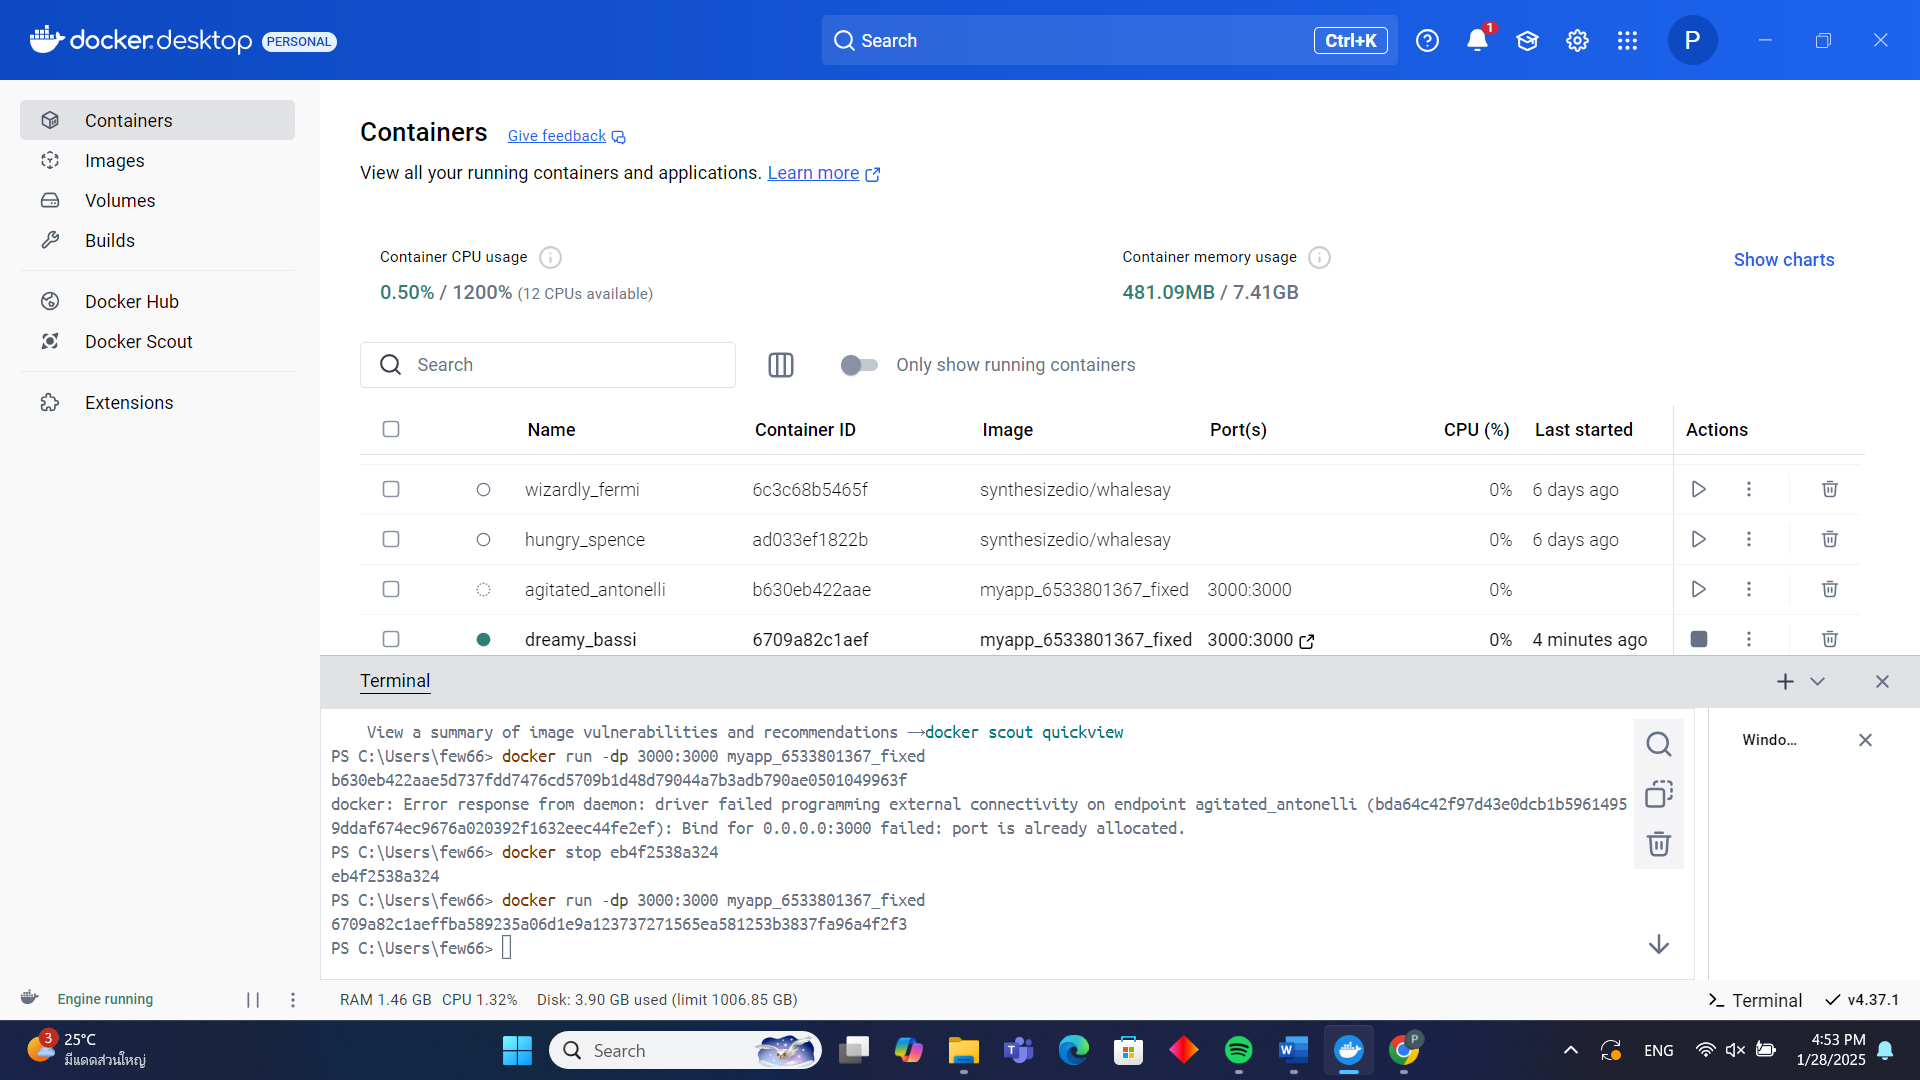 docker.desktop PERSONAL
Search
Ctrl+K
1
P
Containers
Images
Volumes
Builds
Docker Hub
Docker Scout
Extensions
Containers
Give feedback
View all your running containers and applications. Learn more
Container CPU usage
0.50% / 1200% (12 CPUs available)
Container memory usage
481.09MB / 7.41GB
Show charts
Search
Only show running containers
Name Container ID Image Port(s) CPU (%) Last started Actions
wizardly_fermi 6c3c68b5465f synthesizedio/whalesay 0% 6 days ago
hungry_spence ad033ef1822b synthesizedio/whalesay 0% 6 days ago
agitated_antonelli b630eb422aae myapp_6533801367_fixed 3000:3000 0%
dreamy_bassi 6709a82c1aef myapp_6533801367_fixed 3000:3000 0% 4 minutes ago
Terminal
View a summary of image vulnerabilities and recommendations →docker scout quickview
PS C:\Users\few66> docker run -dp 3000:3000 myapp_6533801367_fixed
b630eb422aae5d737fdd7476cd5709b1d48d79044a7b3adb790ae0501049963f
docker: Error response from daemon: driver failed programming external connectivity on endpoint agitated_antonelli (bda64c42f97d43e0dcb1b5961495
9ddaf674ec9676a020392f1632eec44fe2ef): Bind for 0.0.0.0:3000 failed: port is already allocated.
PS C:\Users\few66> docker stop eb4f2538a324
eb4f2538a324
PS C:\Users\few66> docker run -dp 3000:3000 myapp_6533801367_fixed
6709a82c1aeffba589235a06d1e9a123737271565ea581253b3837fa96a4f2f3
PS C:\Users\few66>
Windo...
Engine running
RAM 1.46 GB CPU 1.32% Disk: 3.90 GB used (limit 1006.85 GB)
Terminal
v4.37.1
3
25°C
มีแดดส่วนใหญ่
Search
P
ENG
4:53 PM
1/28/2025